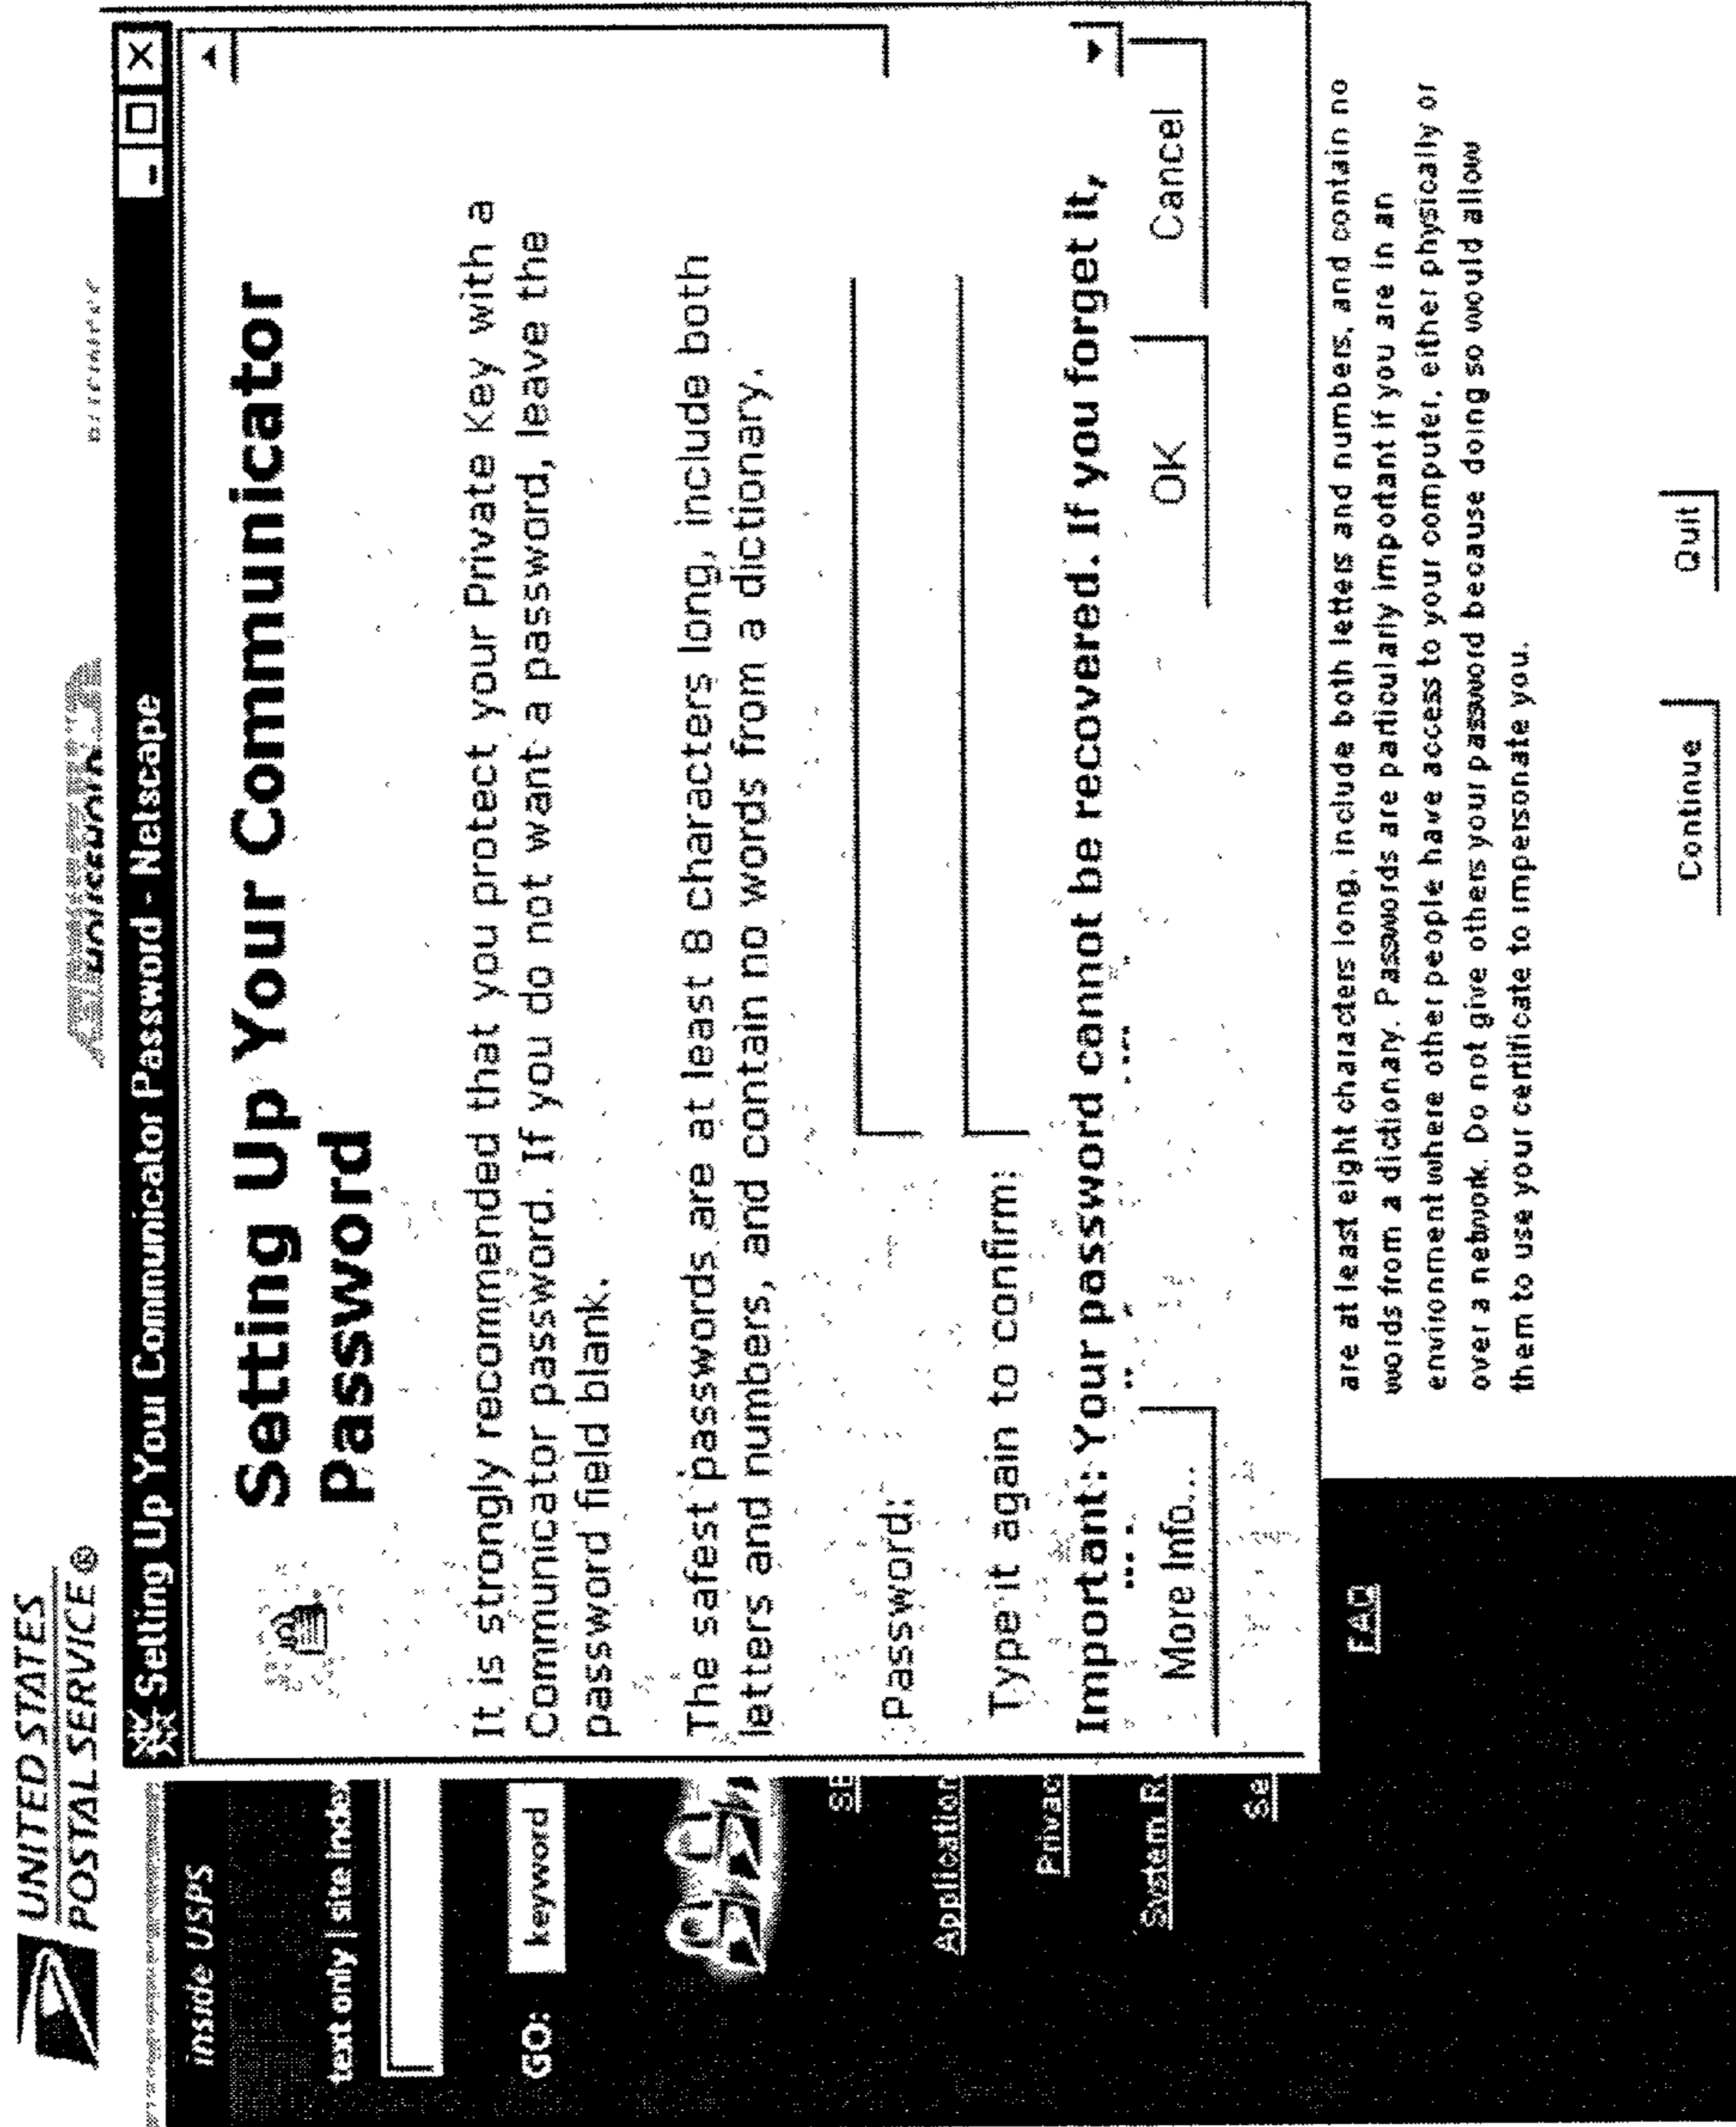 UNITED STATES
POSTAL SERVICE®
Setting Up Your Communicator Password - Netscape
inside USPS
text only | site index
GO: keyword
Application
Privac
System R
Se
FAQ
Setting Up Your Communicator
Password
It is strongly recommended that you protect your Private Key with a
Communicator password. If you do not want a password, leave the
password field blank.
The safest passwords are at least 8 characters long, include both
letters and numbers, and contain no words from a dictionary.
Password:
Type it again to confirm:
Important: Your password cannot be recovered. If you forget it,
More Info...
OK
Cancel
are at least eight characters long, include both letters and numbers, and contain no
words from a dictionary. Passwords are particularly important if you are in an
environment where other people have access to your computer, either physically or
over a network. Do not give others your password because doing so would allow
them to use your certificate to impersonate you.
Continue
Quit